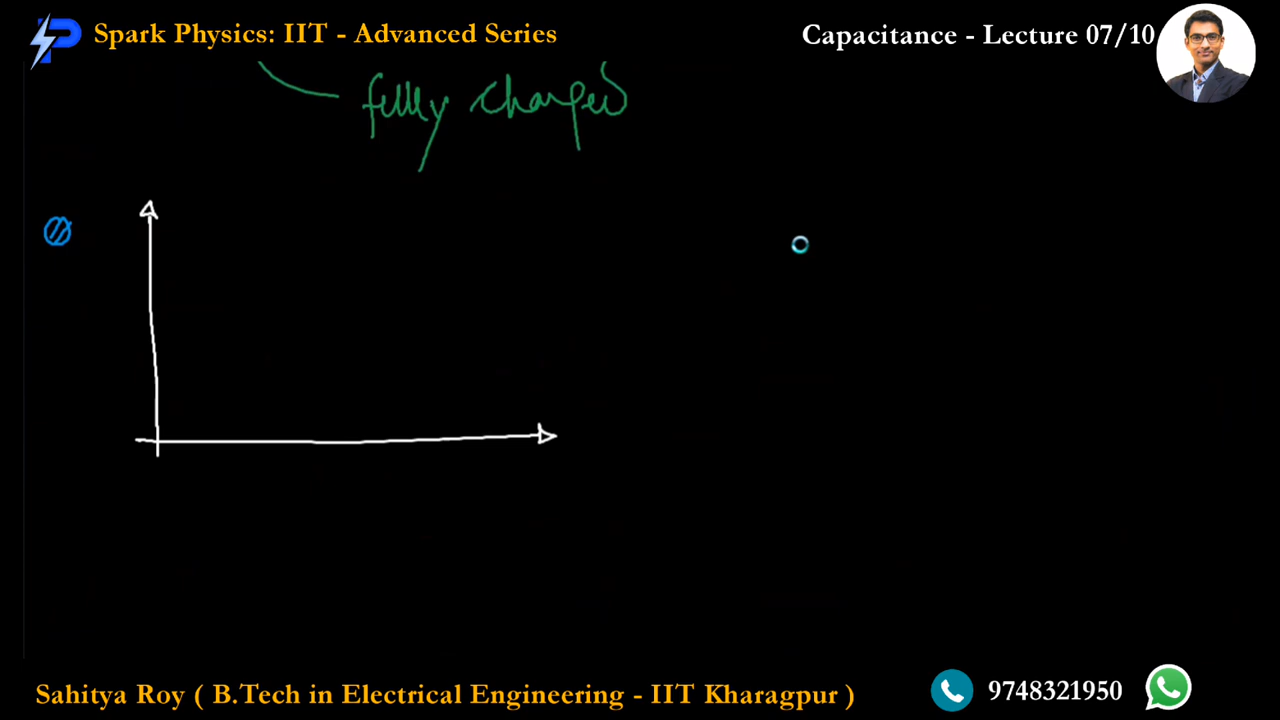 Spark Physics: IIT - Advanced Series
Capacitance - Lecture 07/10
fully charged
Sahitya Roy ( B.Tech in Electrical Engineering - IIT Kharagpur )
9748321950